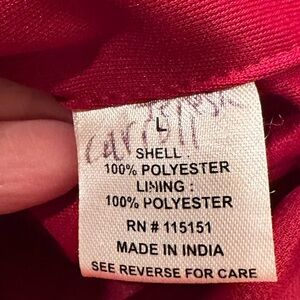 L
SHELL
100% POLYESTER
LINING :
100% POLYESTER
RN # 115151
MADE IN INDIA
SEE REVERSE FOR CARE